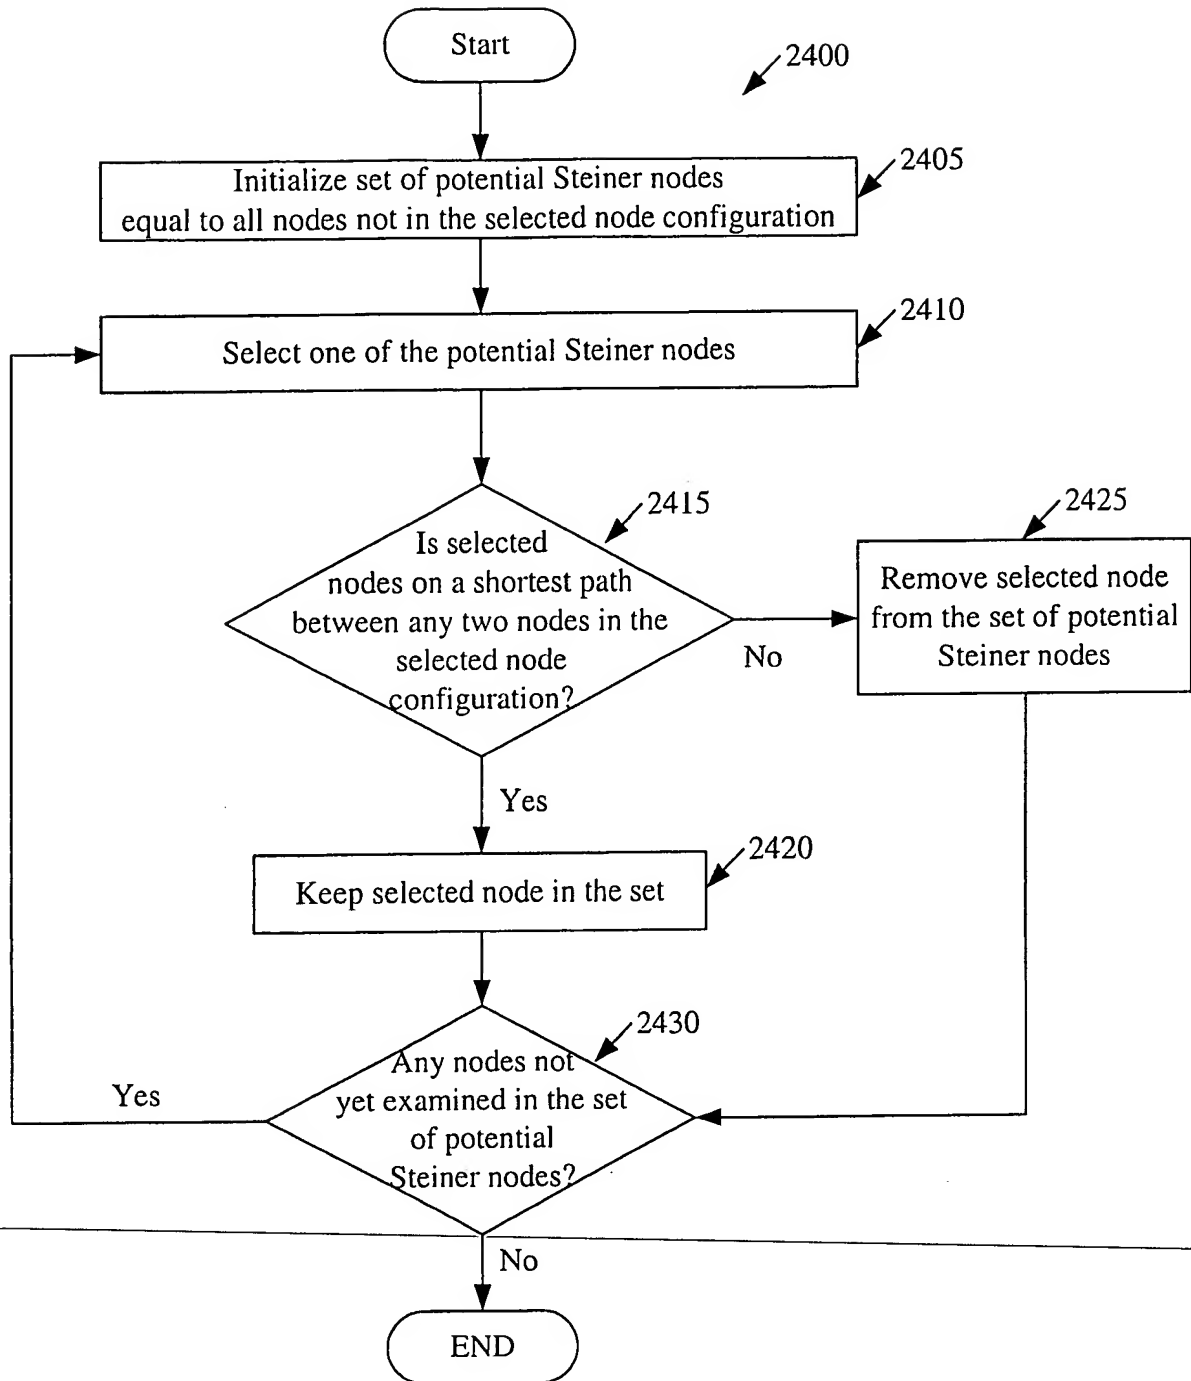 Start
2400
2405
Initialize set of potential Steiner nodes
equal to all nodes not in the selected node configuration
2410
Select one of the potential Steiner nodes
2415
Is selected
nodes on a shortest path
between any two nodes in the
selected node
configuration?
No
2425
Remove selected node
from the set of potential
Steiner nodes
Yes
2420
Keep selected node in the set
2430
Any nodes not
yet examined in the set
of potential
Steiner nodes?
Yes
No
END